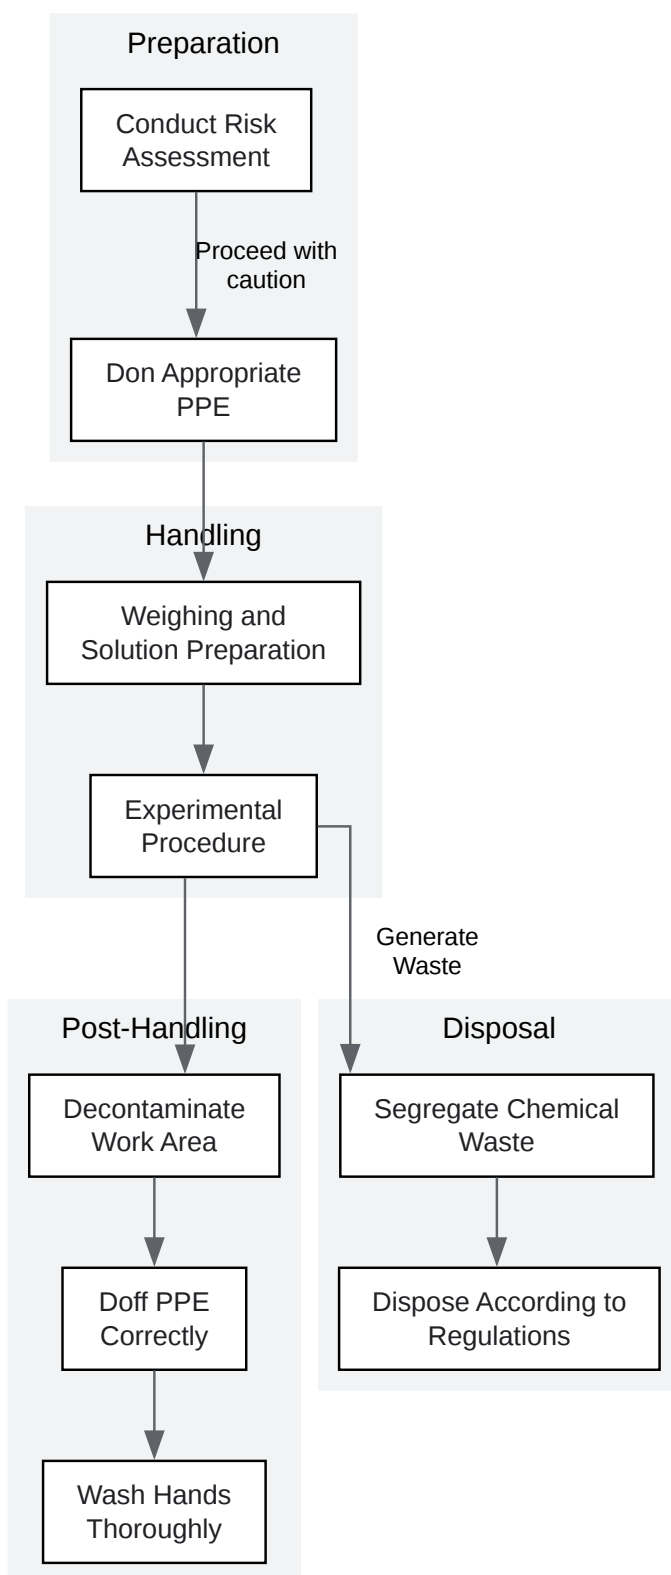 Preparation
Conduct Risk
Assessment
Proceed with
caution
Don Appropriate
PPE
Handling
Weighing and
Solution Preparation
Experimental
Procedure
Generate
Waste
Post-Handling
Decontaminate
Work Area
Doff PPE
Correctly
Wash Hands
Thoroughly
Disposal
Segregate Chemical
Waste
Dispose According to
Regulations